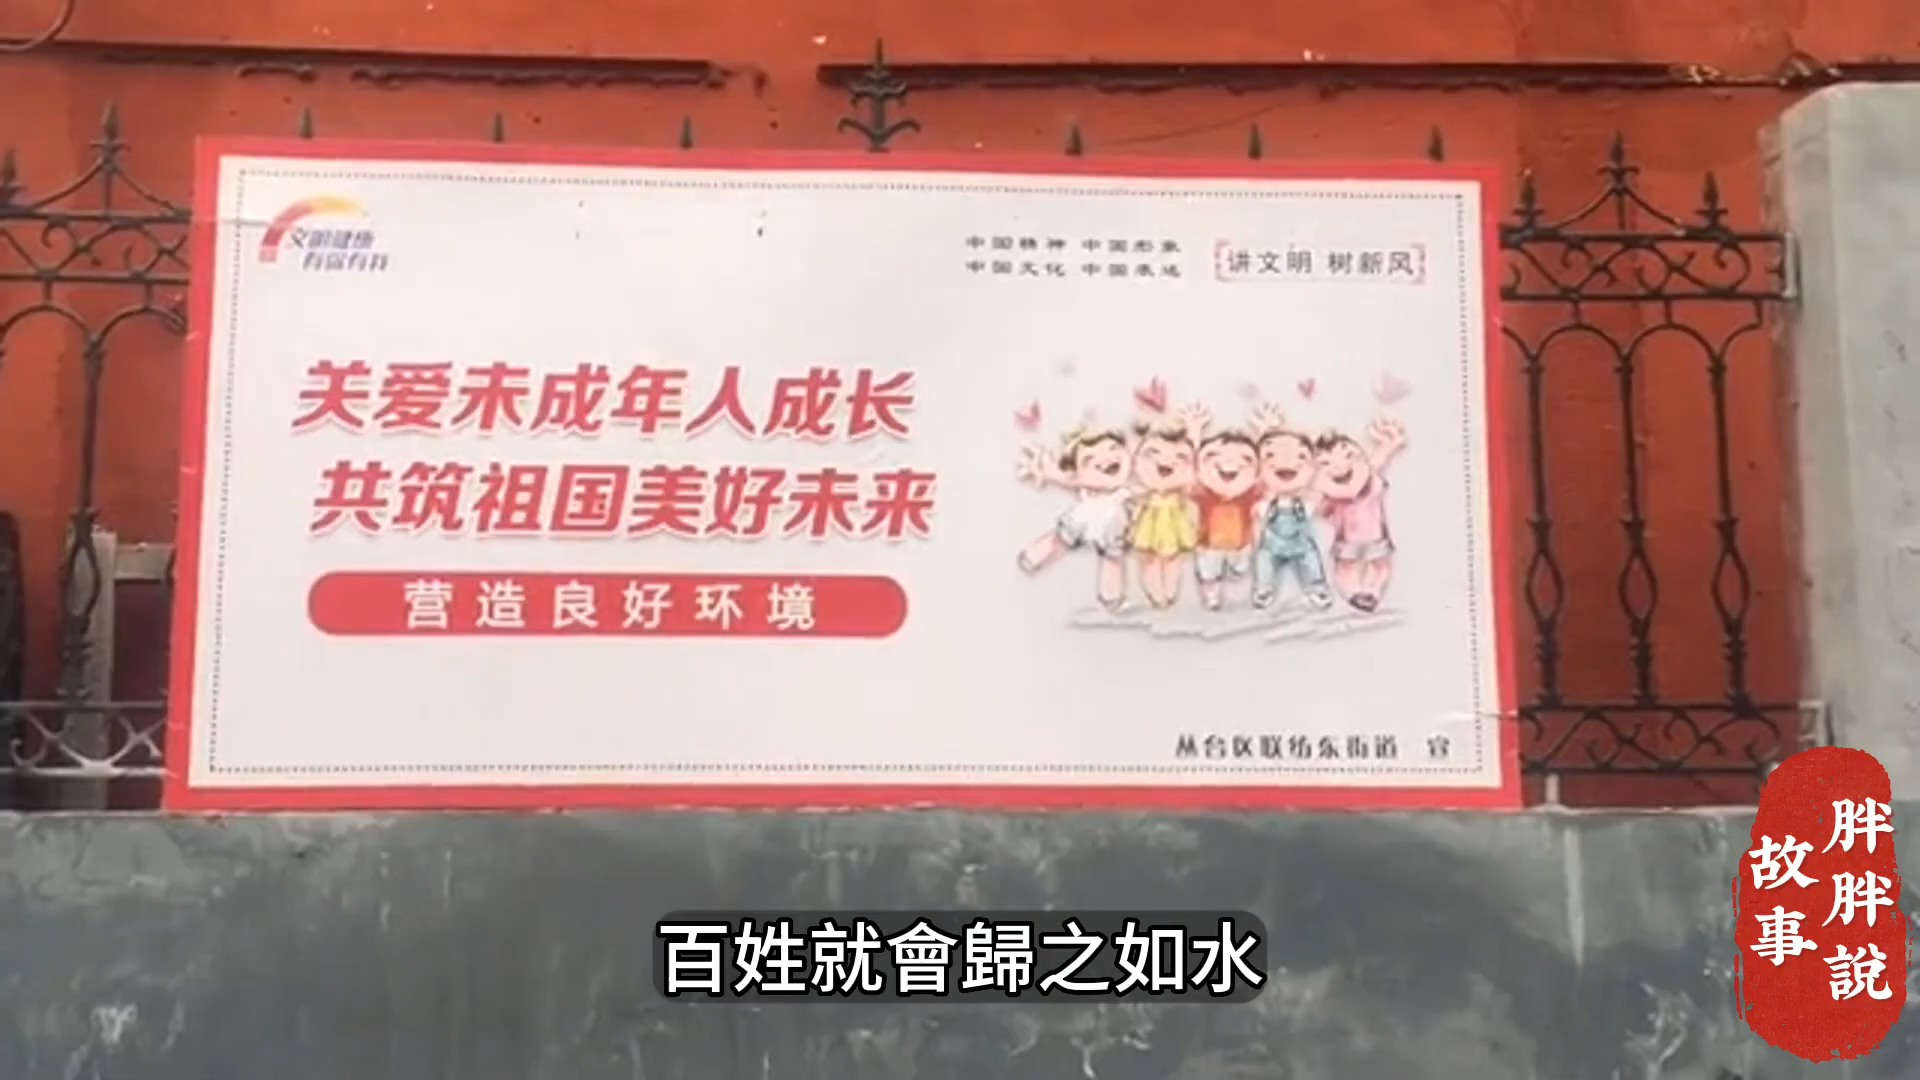 文明健康
有你有我
中国精神 中国形象
中国文化 中国表达
讲文明 树新风
关爱未成年人成长
共筑祖国美好未来
营造良好环境
丛台区联纺东街道 宣
百姓就會歸之如水
胖胖說
故事